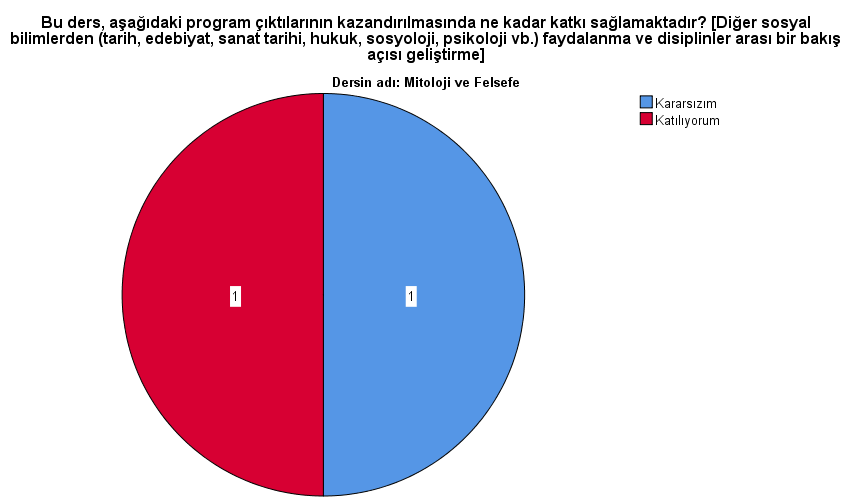 Bu ders, aşağıdaki program çıktılarının kazandırılmasında ne kadar katkı sağlamaktadır? [Diğer sosyal
bilimlerden (tarih, edebiyat, sanat tarihi, hukuk, sosyoloji, psikoloji vb.) faydalanma ve disiplinler arası bir bakış
açısı geliştirme]
Dersin adı: Mitoloji ve Felsefe
Kararsızım
Katılıyorum
1
1